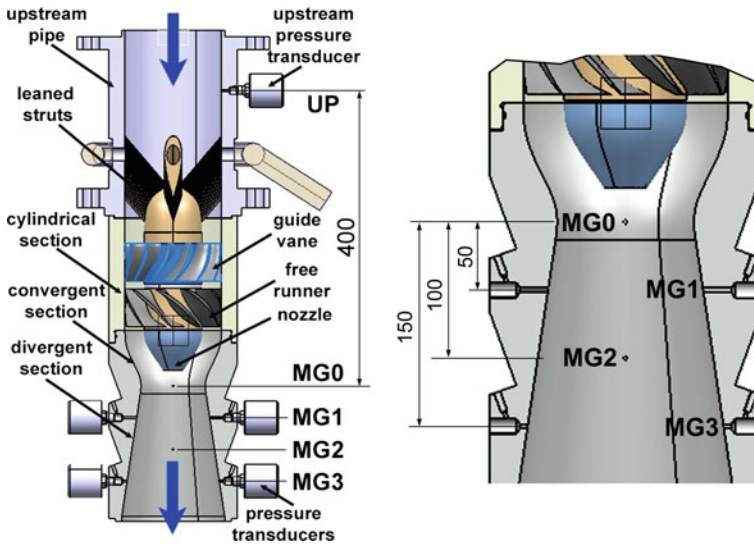 upstream
pipe
upstream
pressure
transducer
UP
leaned
struts
400
cylindrical
section
guide
vane
convergent
section
free
runner
nozzle
divergent
section
MG0
MG1
MG2
MG3
pressure
transducers
MG0
50
100
150
MG1
MG2
MG3